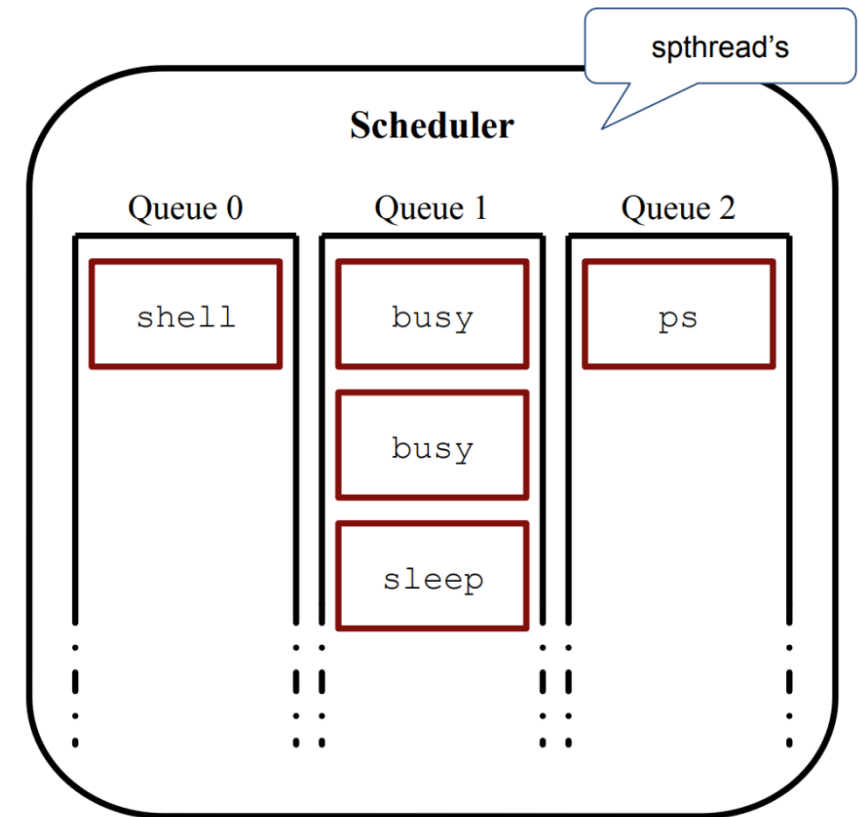 spthread’s
Scheduler
Queue 0
Queue 1
Queue 2
shell
busy
ps
busy
sleep